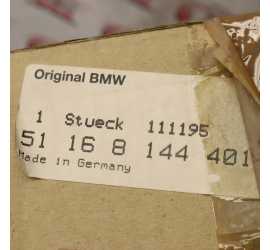 Original BMW
1 Stueck 111195
51 16 8 144 401
Made in Germany